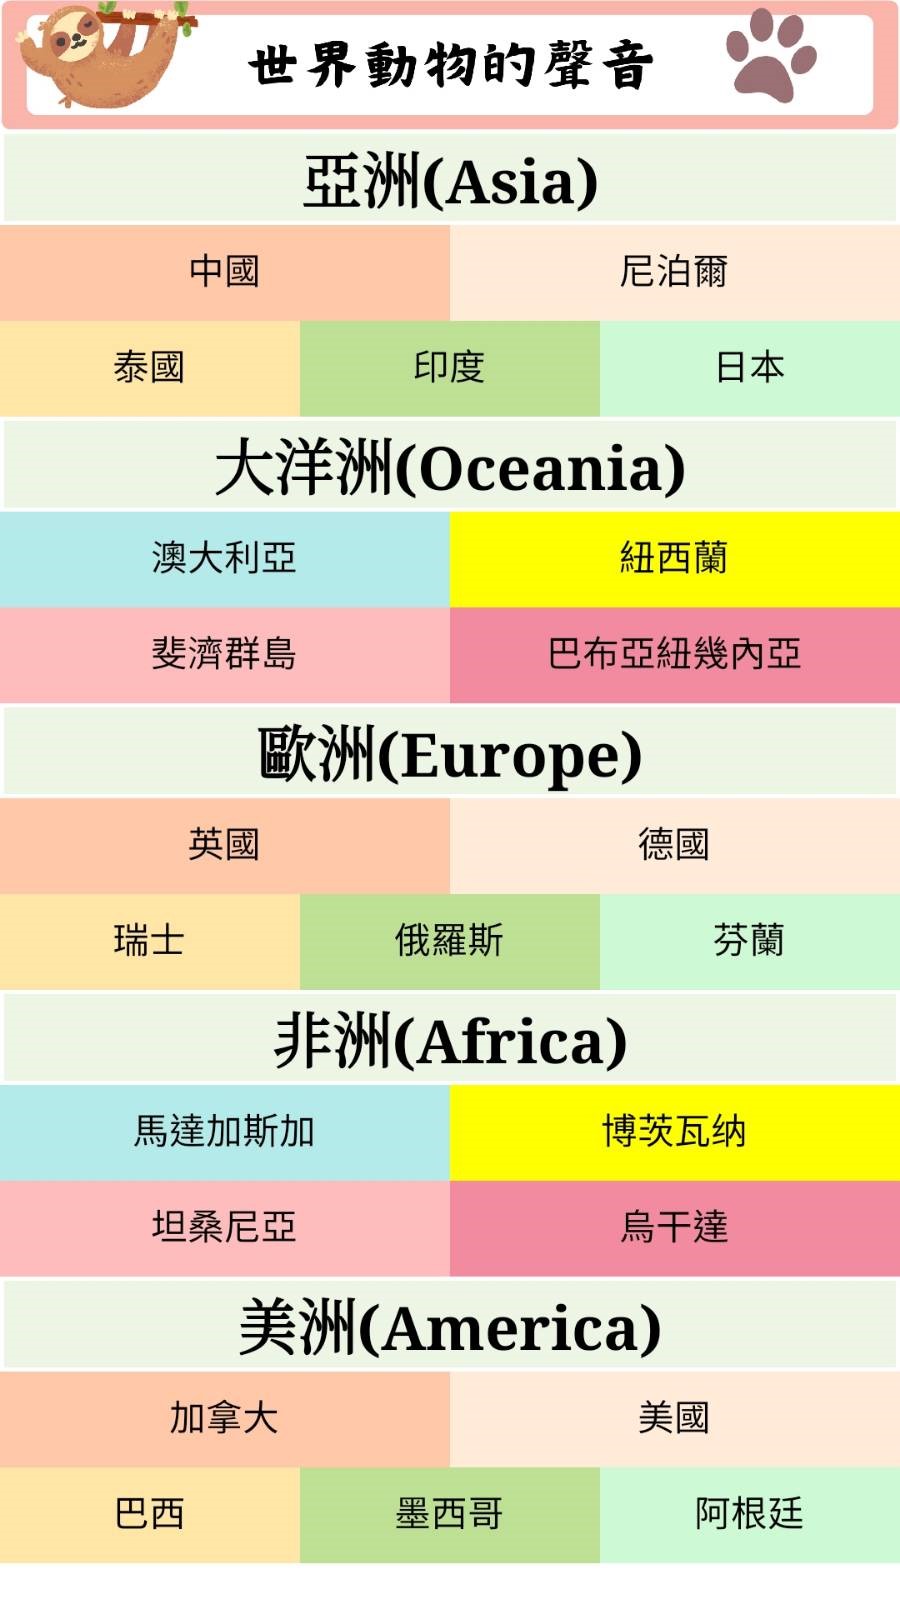 世界動物的聲音
亞洲(Asia)
中國
尼泊爾
泰國
印度
日本
大洋洲(Oceania)
澳大利亞
紐西蘭
斐濟群島
巴布亞紐幾內亞
歐洲(Europe)
英國
德國
瑞士
俄羅斯
芬蘭
非洲(Africa)
馬達加斯加
博茨瓦纳
坦桑尼亞
烏干達
美洲(America)
加拿大
美國
巴西
墨西哥
阿根廷